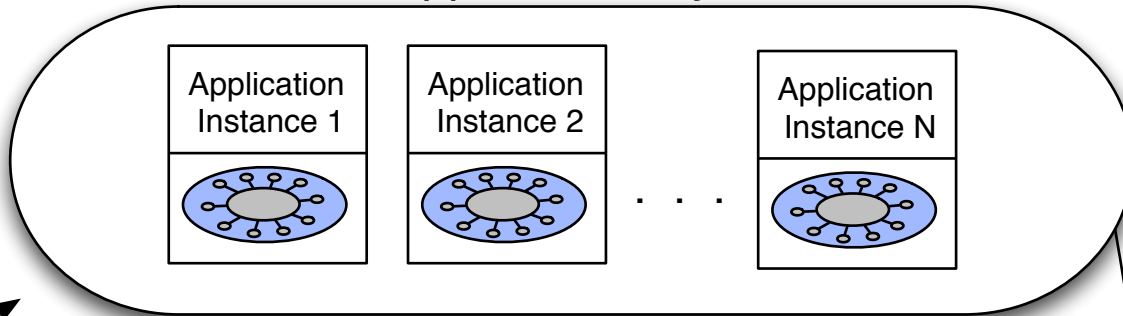 Application
Instance 1
Application
Instance 2
. . .
Application
Instance N